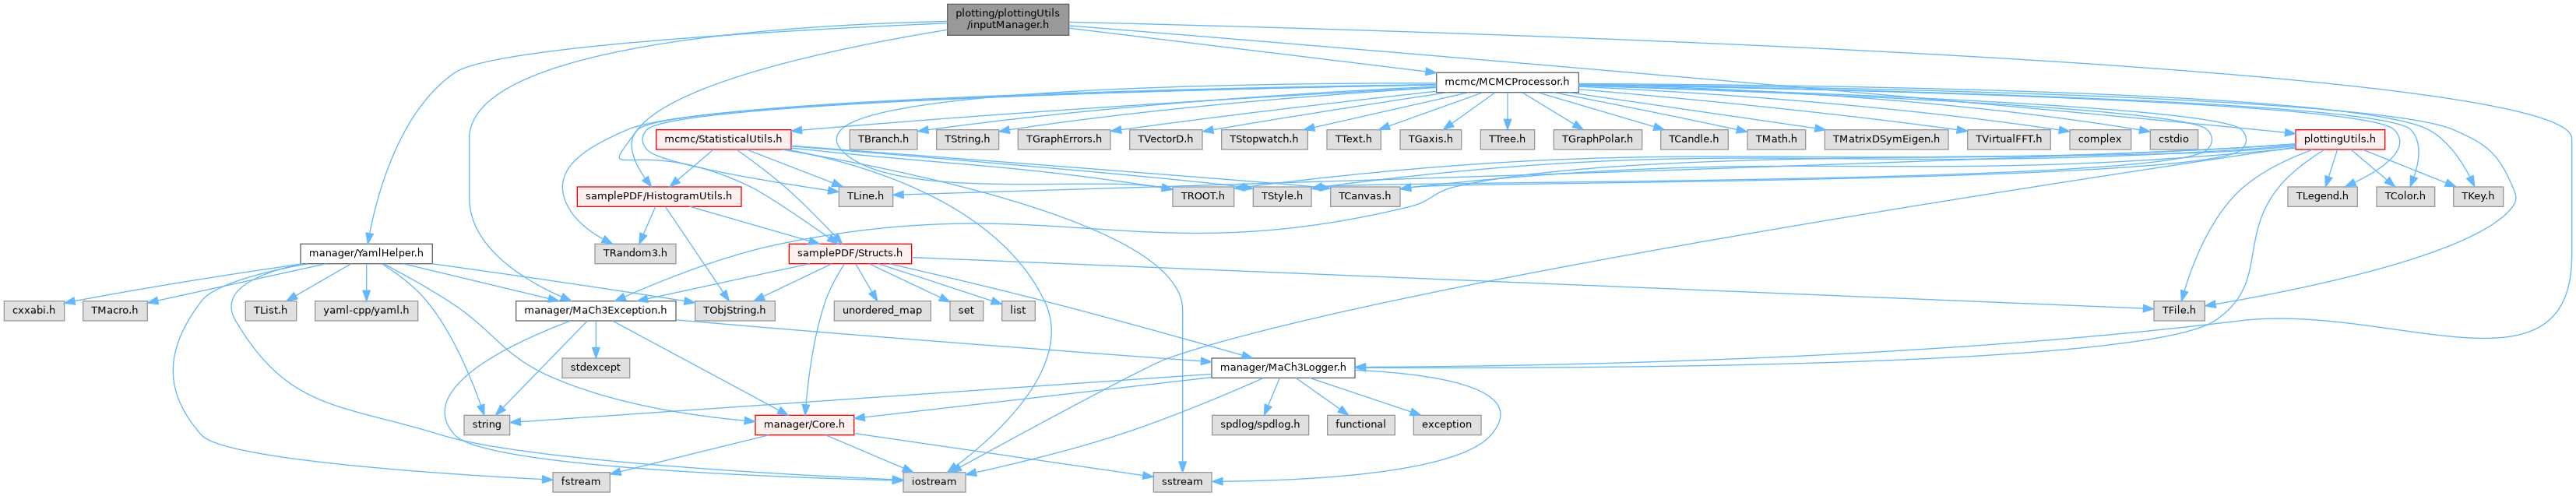 plotting/plottingUtils
/inputManager.h
mcmc/MCMCProcessor.h
mcmc/StatisticalUtils.h
TBranch.h
TString.h
TGraphErrors.h
TVectorD.h
TStopwatch.h
TText.h
TGaxis.h
TTree.h
TGraphPolar.h
TCandle.h
TMath.h
TMatrixDSymEigen.h
TVirtualFFT.h
complex
cstdio
plottingUtils.h
samplePDF/HistogramUtils.h
TLine.h
TROOT.h
TStyle.h
TCanvas.h
TLegend.h
TColor.h
TKey.h
manager/YamlHelper.h
TRandom3.h
samplePDF/Structs.h
cxxabi.h
TMacro.h
TList.h
yaml-cpp/yaml.h
manager/MaCh3Exception.h
TObjString.h
unordered_map
set
list
TFile.h
stdexcept
manager/MaCh3Logger.h
string
manager/Core.h
spdlog/spdlog.h
functional
exception
fstream
iostream
sstream